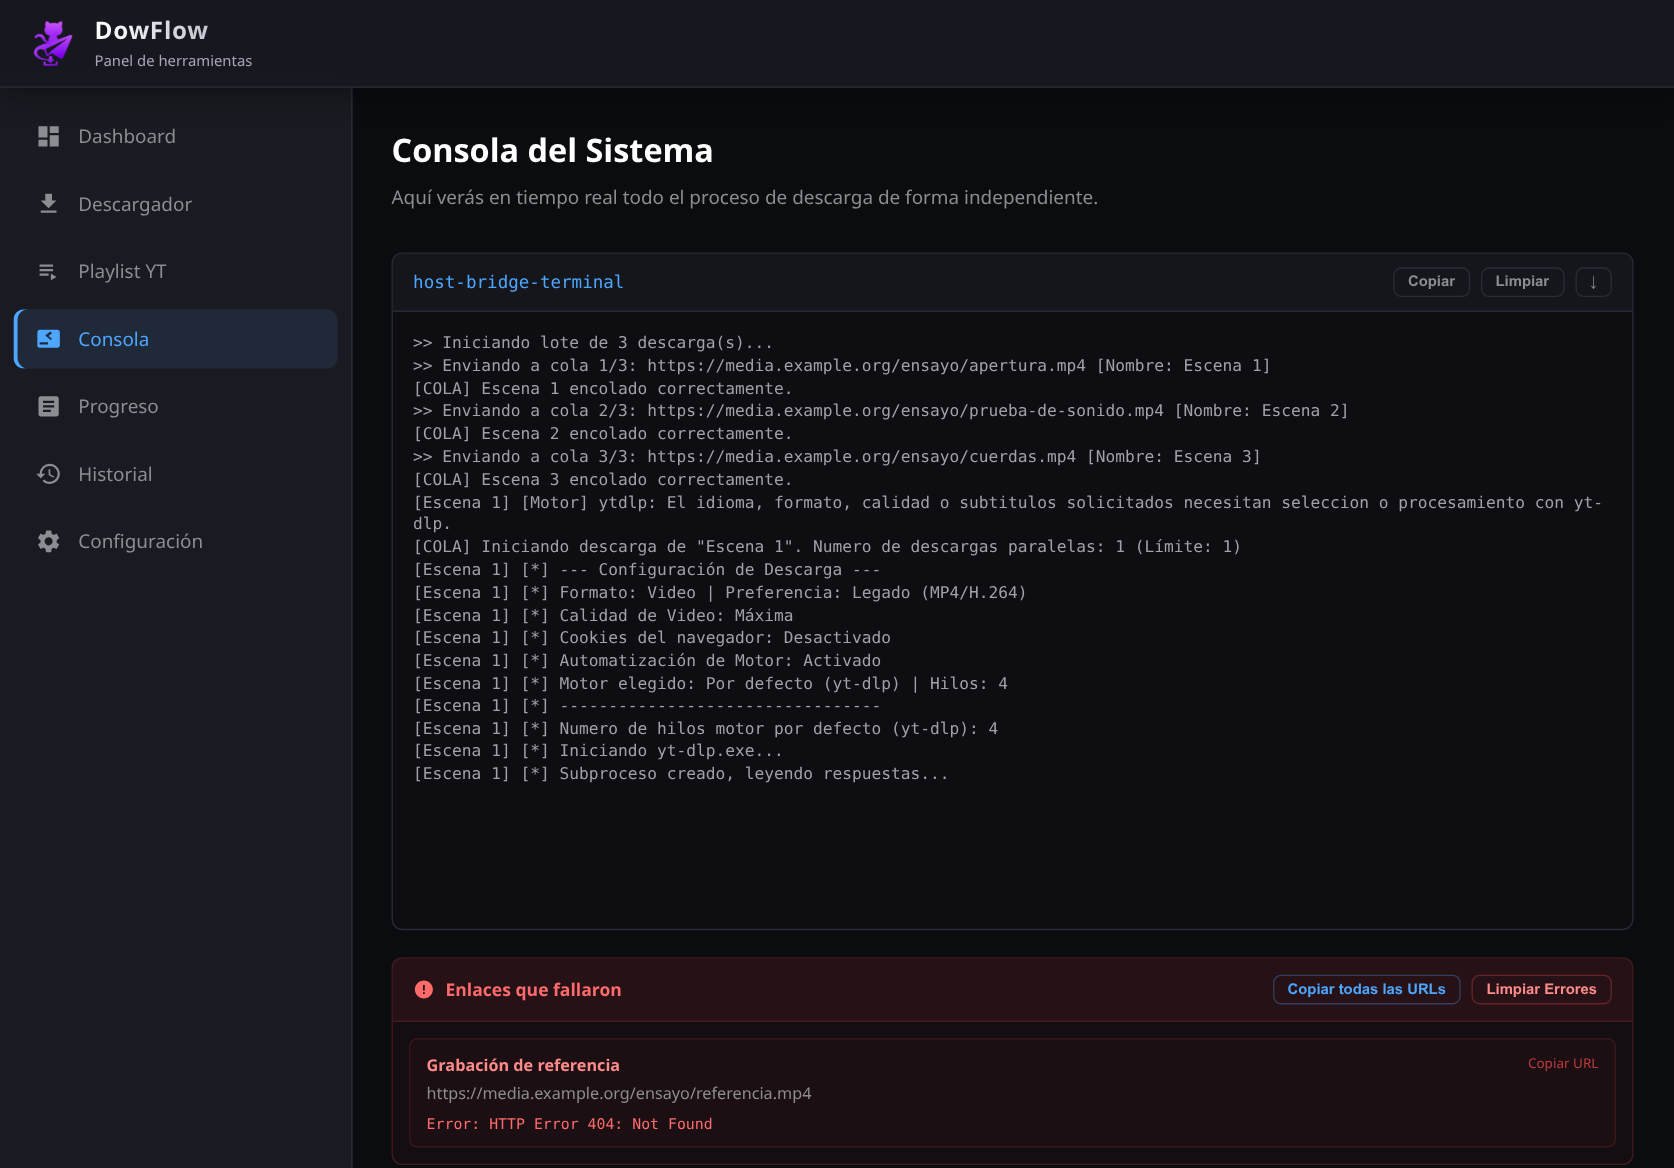 DowFlow
Panel de herramientas
Dashboard
Descargador
Playlist YT
Consola
Progreso
Historial
Configuración
Consola del Sistema
Aquí verás en tiempo real todo el proceso de descarga de forma independiente.
host-bridge-terminal
Copiar
Limpiar
↓
>> Iniciando lote de 3 descarga(s)...
>> Enviando a cola 1/3: https://media.example.org/ensayo/apertura.mp4 [Nombre: Escena 1]
[COLA] Escena 1 encolado correctamente.
>> Enviando a cola 2/3: https://media.example.org/ensayo/prueba-de-sonido.mp4 [Nombre: Escena 2]
[COLA] Escena 2 encolado correctamente.
>> Enviando a cola 3/3: https://media.example.org/ensayo/cuerdas.mp4 [Nombre: Escena 3]
[COLA] Escena 3 encolado correctamente.
[Escena 1] [Motor] ytdlp: El idioma, formato, calidad o subtitulos solicitados necesitan seleccion o procesamiento con yt-
dlp.
[COLA] Iniciando descarga de "Escena 1". Numero de descargas paralelas: 1 (Límite: 1)
[Escena 1] [*] --- Configuración de Descarga ---
[Escena 1] [*] Formato: Video | Preferencia: Legado (MP4/H.264)
[Escena 1] [*] Calidad de Video: Máxima
[Escena 1] [*] Cookies del navegador: Desactivado
[Escena 1] [*] Automatización de Motor: Activado
[Escena 1] [*] Motor elegido: Por defecto (yt-dlp) | Hilos: 4
[Escena 1] [*] ---------------------------------
[Escena 1] [*] Numero de hilos motor por defecto (yt-dlp): 4
[Escena 1] [*] Iniciando yt-dlp.exe...
[Escena 1] [*] Subproceso creado, leyendo respuestas...
Enlaces que fallaron
Copiar todas las URLs
Limpiar Errores
Grabación de referencia
Copiar URL
https://media.example.org/ensayo/referencia.mp4
Error: HTTP Error 404: Not Found